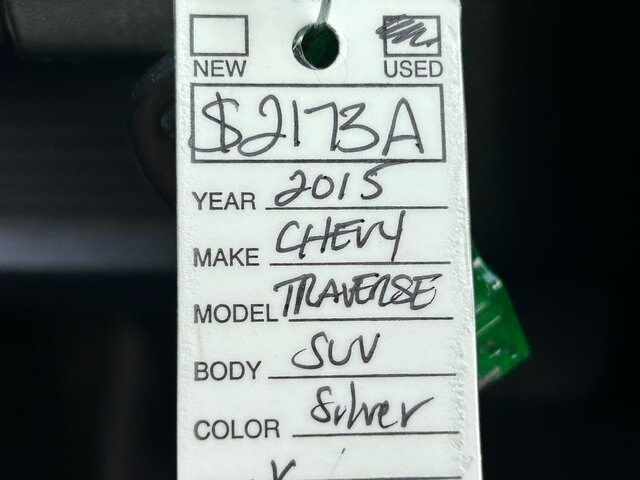 NEW USED
$2173A
YEAR 2015
MAKE CHEVY
MODEL TRAVERSE
BODY SUV
COLOR Silver